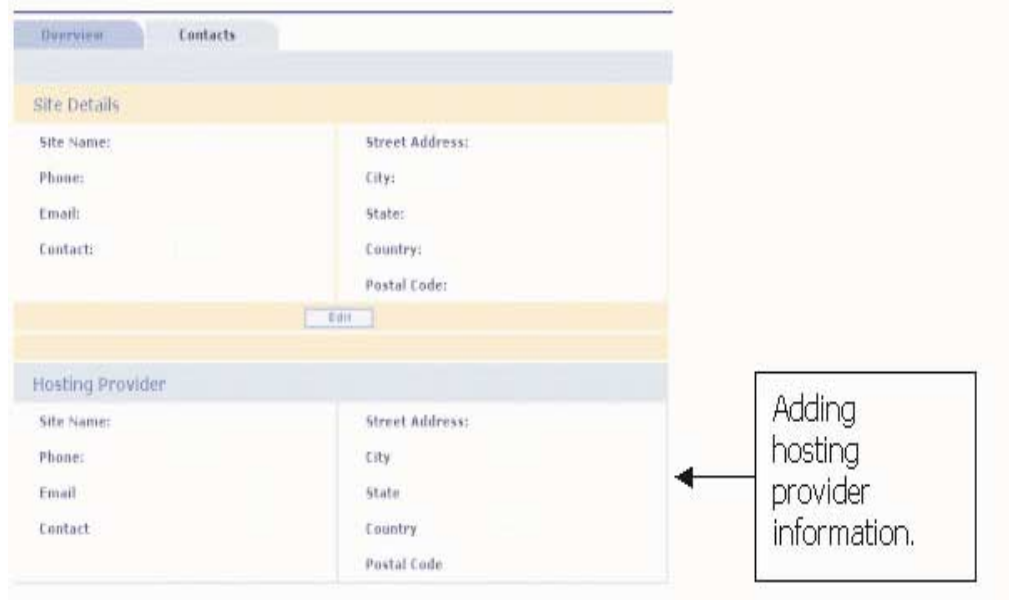 Overview Contacts
Site Details
Site Name:
Phone:
Email:
Contact:
Street Address:
City:
State:
Country:
Postal Code:
Edit
Hosting Provider
Site Name:
Phone:
Email
Contact
Street Address:
City
State
Country
Postal Code
Adding
hosting
provider
information.